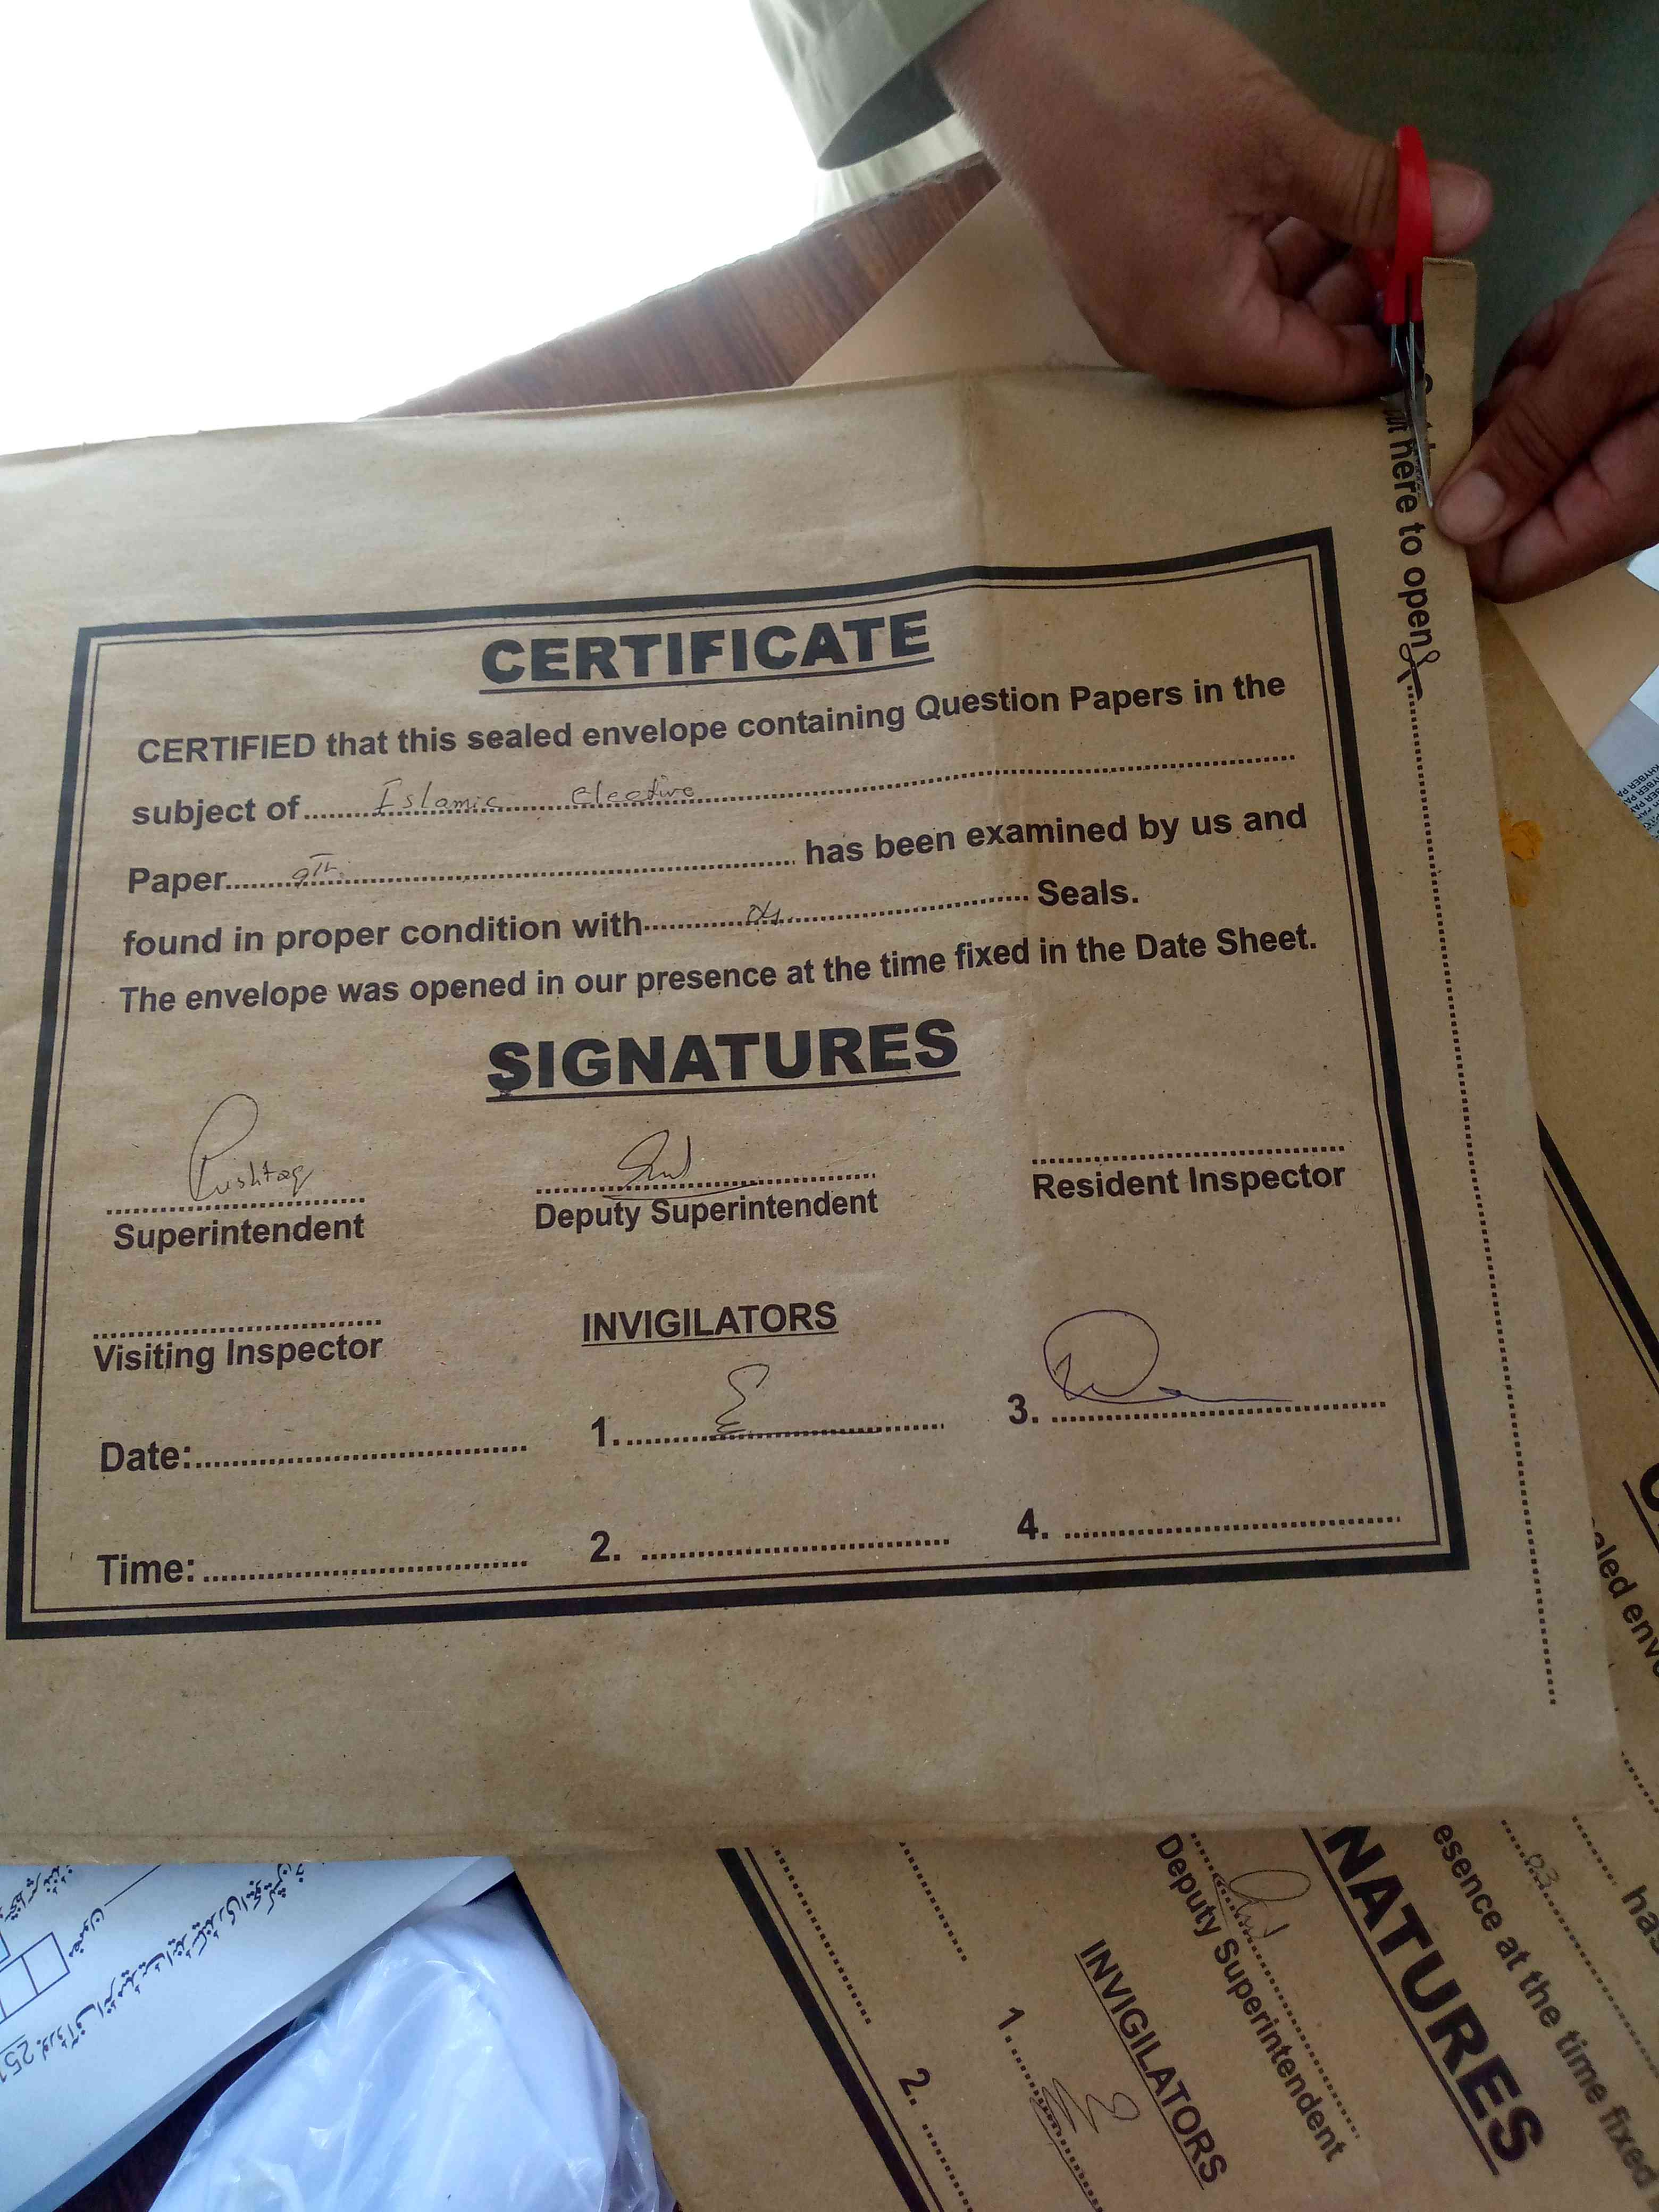 here to open
CERTIFICATE
CERTIFIED that this sealed envelope containing Question Papers in the
subject of Islamic elective
Paper 9th has been examined by us and
found in proper condition with Seals.
The envelope was opened in our presence at the time fixed in the Date Sheet.
SIGNATURES
Pushtaq
Superintendent
Deputy Superintendent
Resident Inspector
Visiting Inspector
INVIGILATORS
Date:
1.
3.
Time:
2.
4.
03
esence at the time fixed
NATURES
Deputy Superintendent
INVIGILATORS
1.
2.